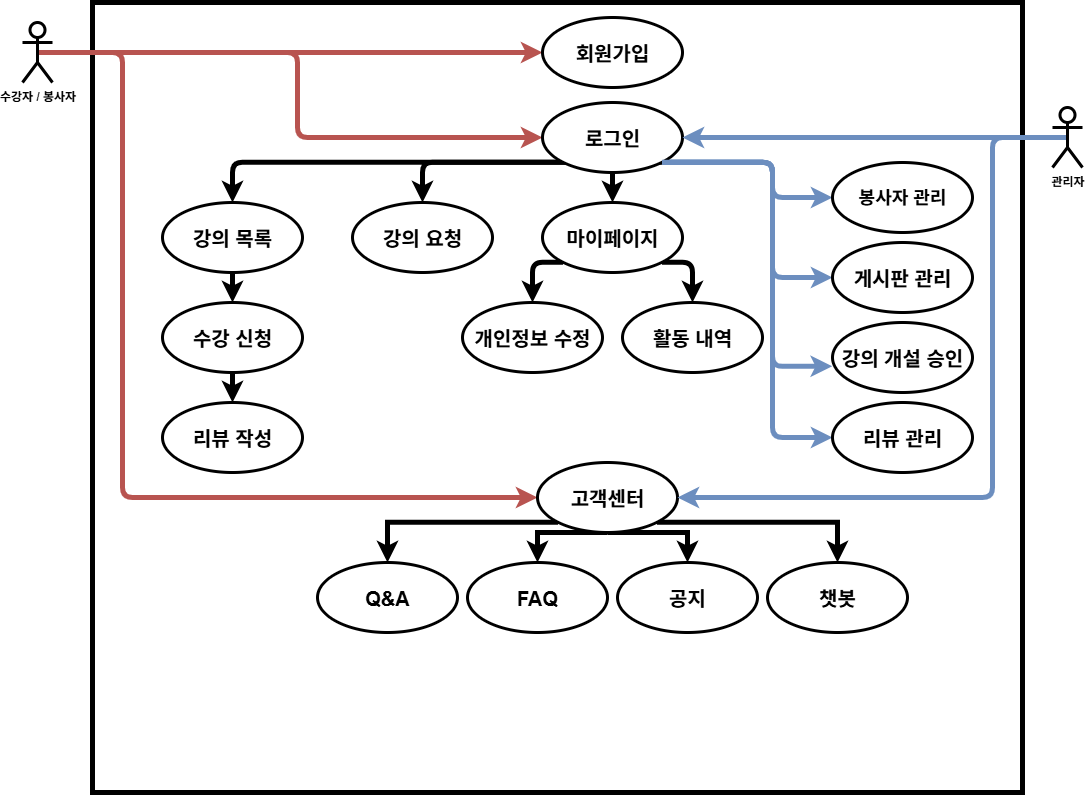 회원가입
수강자 / 봉사자
로그인
관리자
봉사자 관리
강의 목록
강의 요청
마이페이지
게시판 관리
수강 신청
개인정보 수정
활동 내역
강의 개설 승인
리뷰 작성
리뷰 관리
고객센터
Q&A
FAQ
공지
챗봇